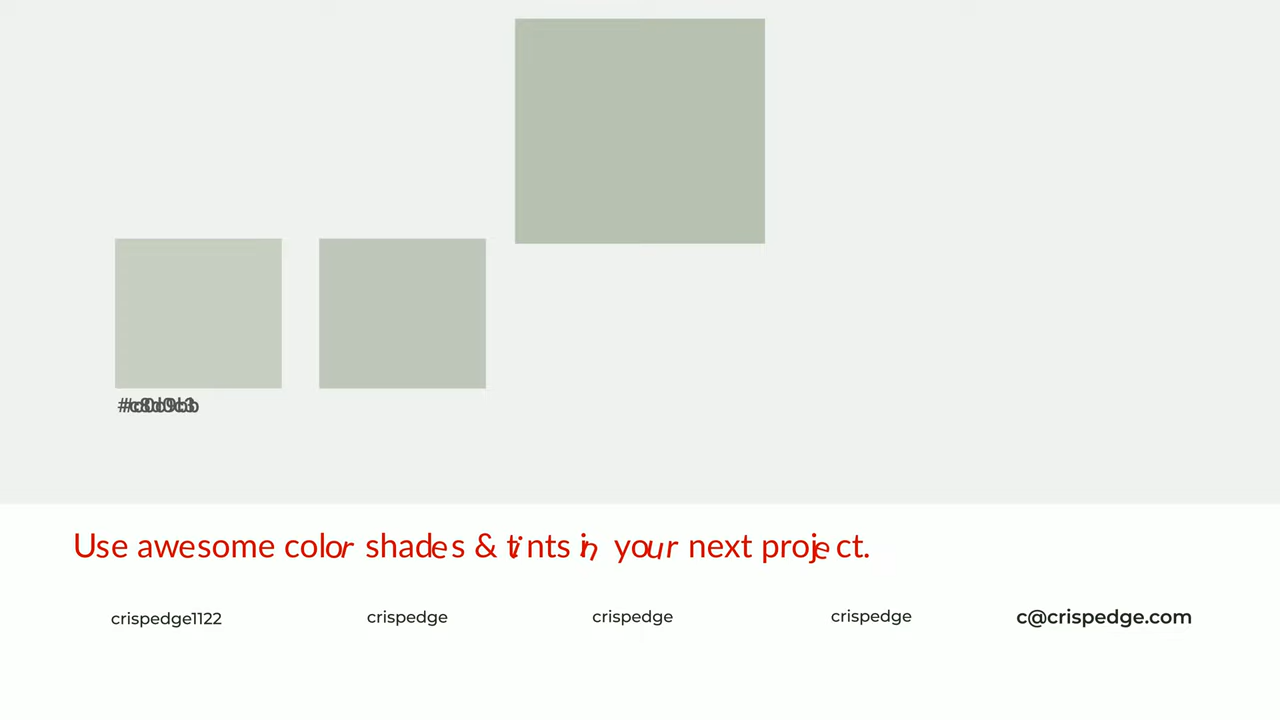 Use awesome color shades & tints in your next project.
crispedge1122 crispedge crispedge crispedge c@crispedge.com